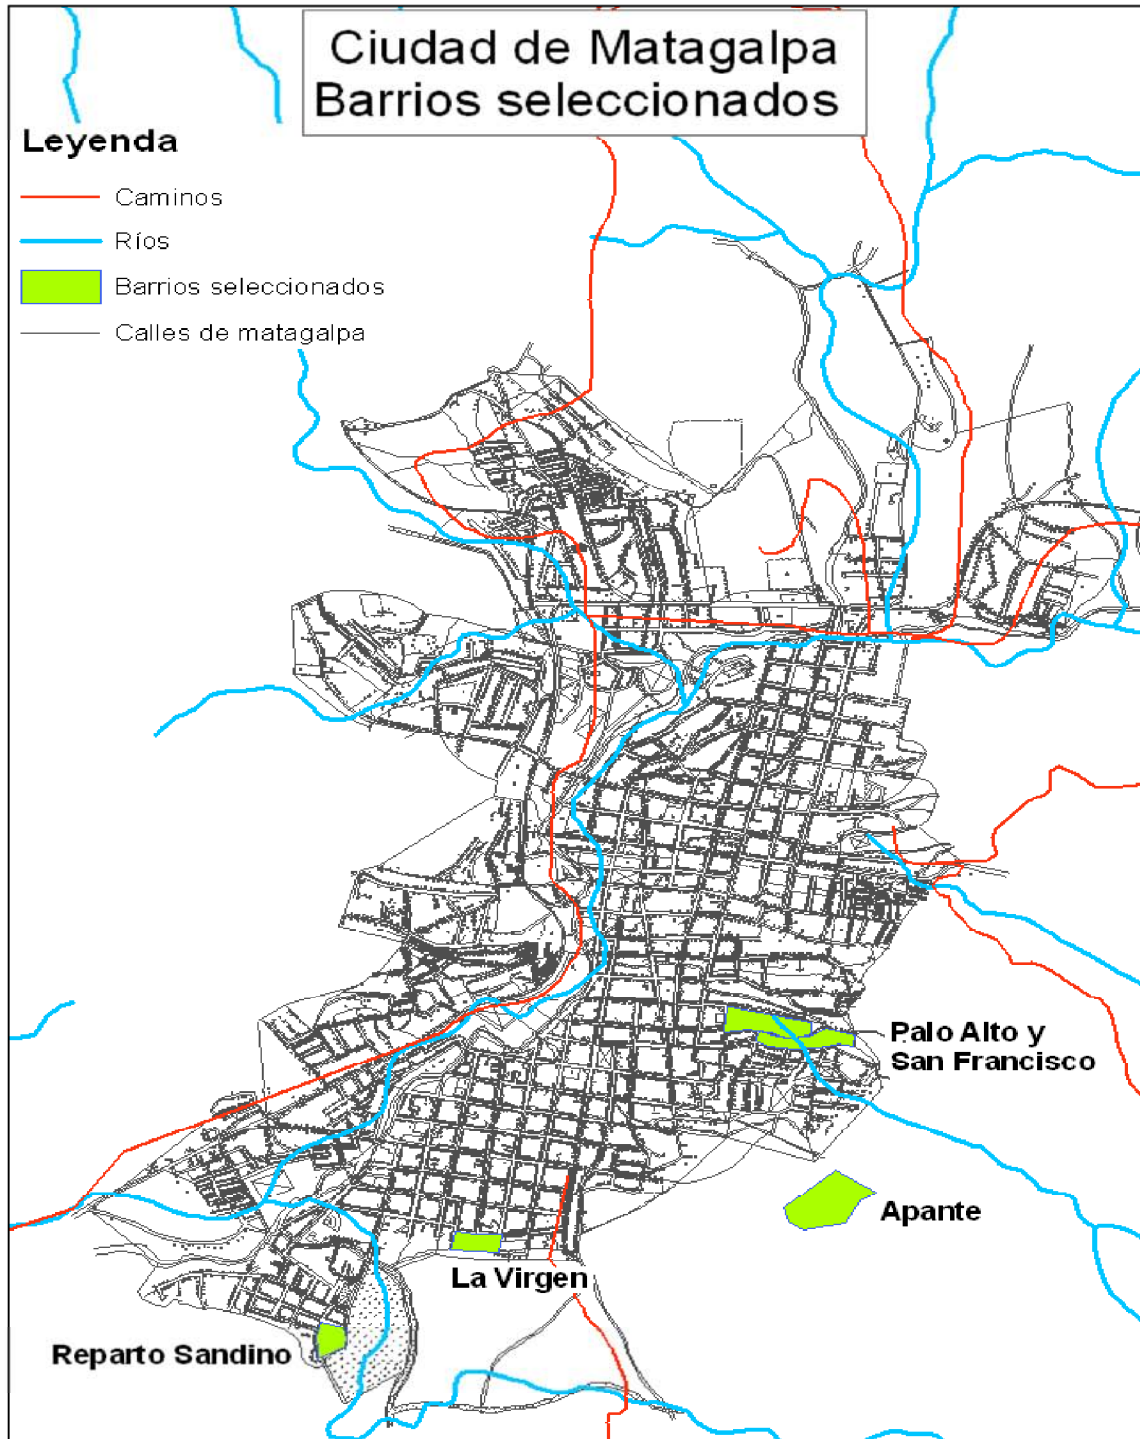 Ciudad de Matagalpa
Barrios seleccionados
Leyenda
Caminos
Ríos
Barrios seleccionados
Calles de matagalpa
Palo Alto y
San Francisco
Apante
La Virgen
Reparto Sandino